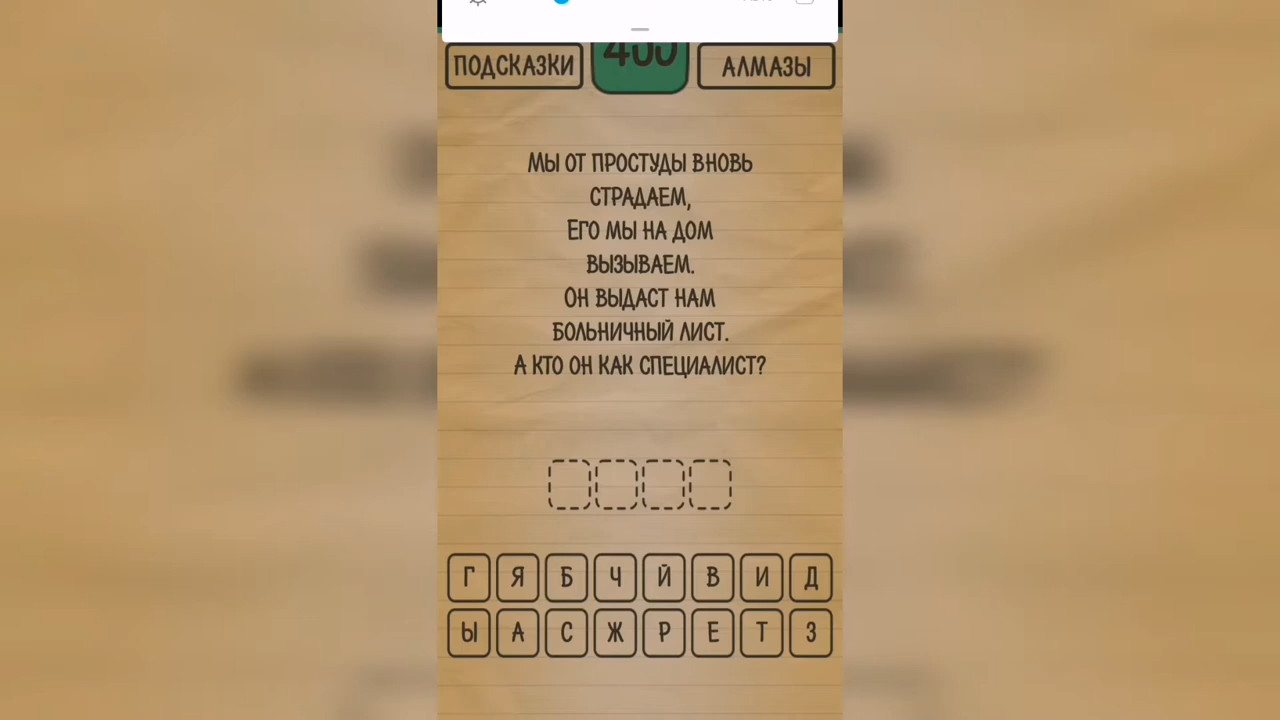 ПОДСКАЗКИ
АЛМАЗЫ
МЫ ОТ ПРОСТУДЫ ВНОВЬ
СТРАДАЕМ,
ЕГО МЫ НА ДОМ
ВЫЗЫВАЕМ.
ОН ВЫДАСТ НАМ
БОЛЬНИЧНЫЙ ЛИСТ.
А КТО ОН КАК СПЕЦИАЛИСТ?
Г Я Б Ч Й В И Д
Ы А С Ж Р Е Т З